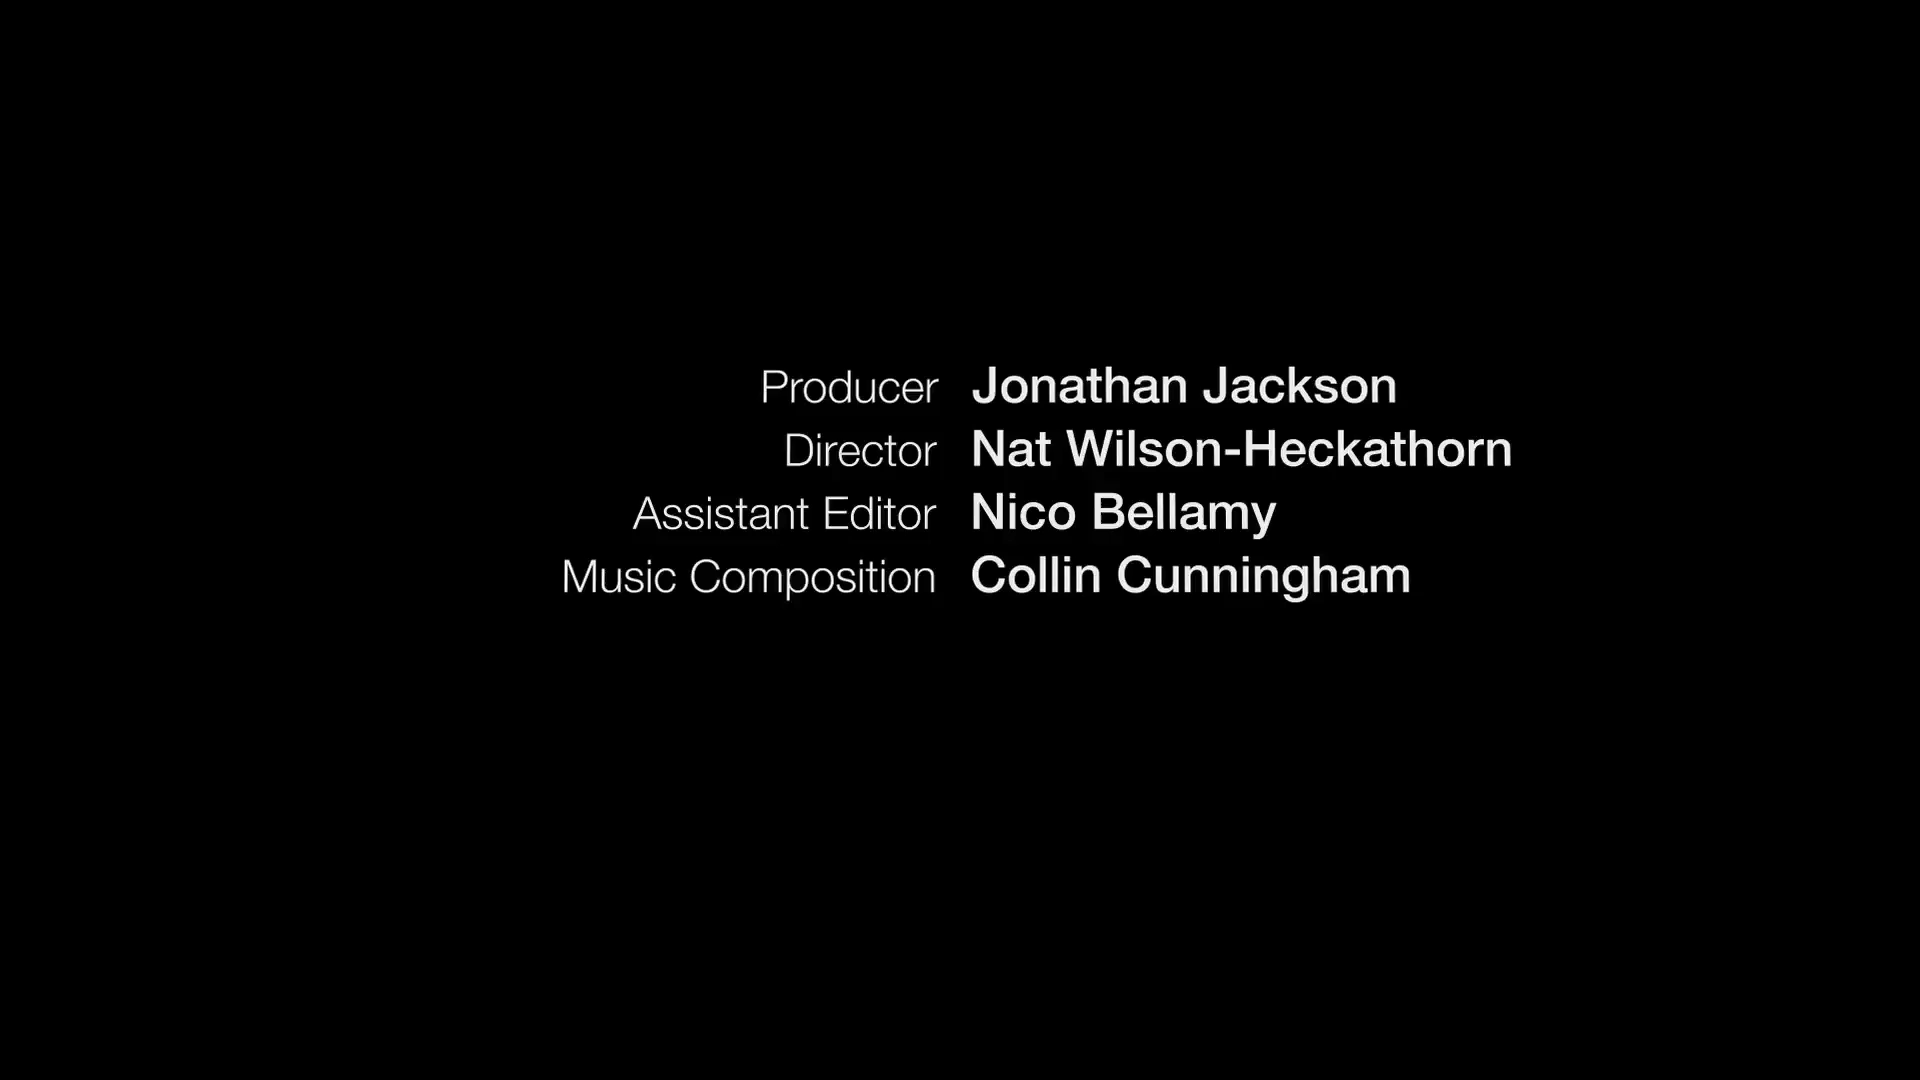 Producer Jonathan Jackson
Director Nat Wilson-Heckathorn
Assistant Editor Nico Bellamy
Music Composition Collin Cunningham